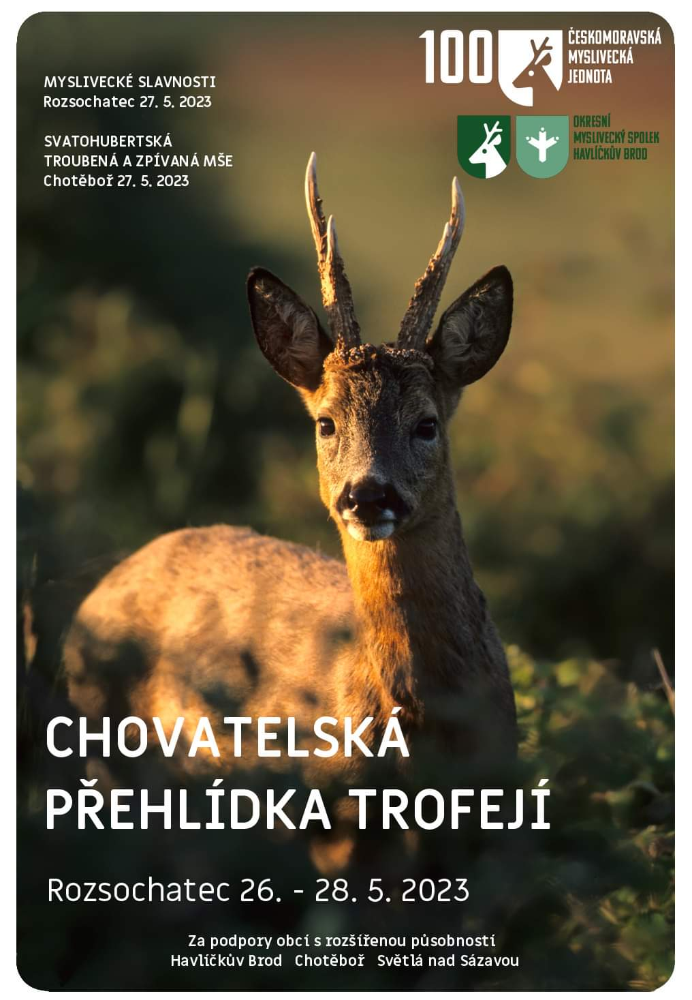 MYSLIVECKÉ SLAVNOSTI
Rozsochatec 27. 5. 2023
SVATOHUBERTSKÁ
TROUBENÁ A ZPÍVANÁ MŠE
Chotěboř 27. 5. 2023
100
ČESKOMORAVSKÁ
MYSLIVECKÁ
JEDNOTA
OKRESNÍ
MYSLIVECKÝ SPOLEK
HAVLÍČKŮV BROD
CHOVATELSKÁ
PŘEHLÍDKA TROFEJÍ
Rozsochatec 26. - 28. 5. 2023
Za podpory obcí s rozšířenou působností
Havlíčkův Brod Chotěboř Světlá nad Sázavou